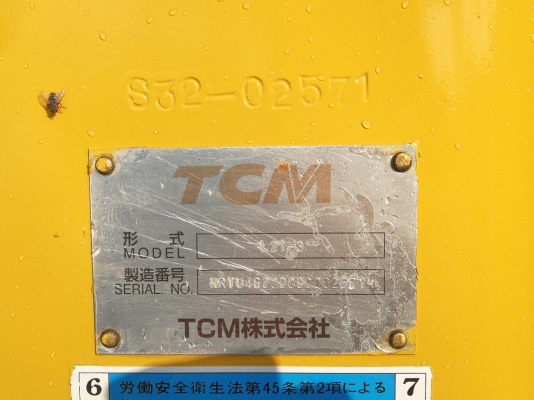 S32-02571
TCM
形式
MODEL
製造番号
SERIAL. NO.
TCM株式会社
6 労働安全衛生法第45条第2項による 7